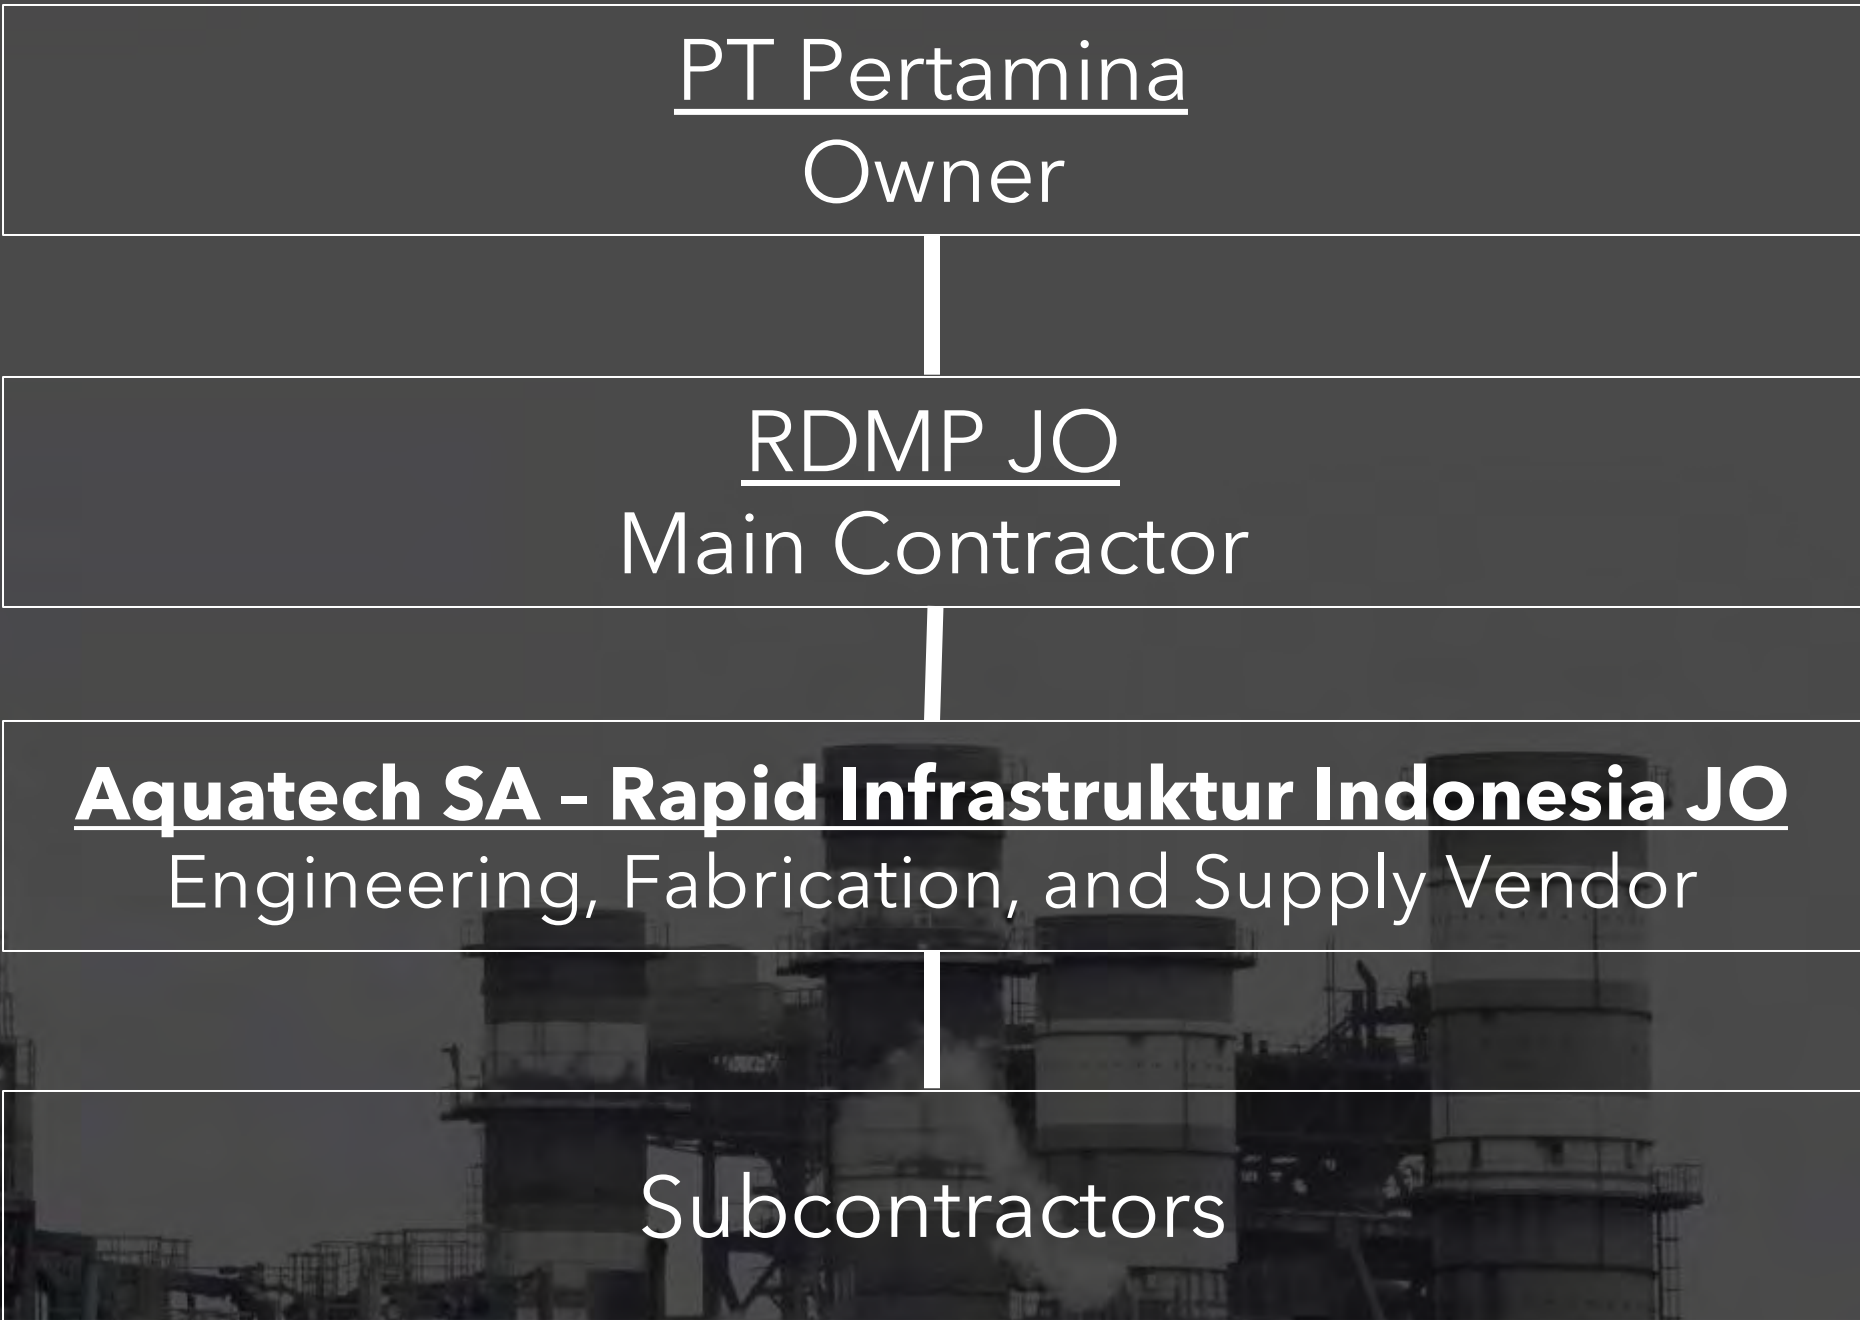 PT Pertamina
Owner
RDMP JO
Main Contractor
Aquatech SA – Rapid Infrastruktur Indonesia JO
Engineering, Fabrication, and Supply Vendor
Subcontractors